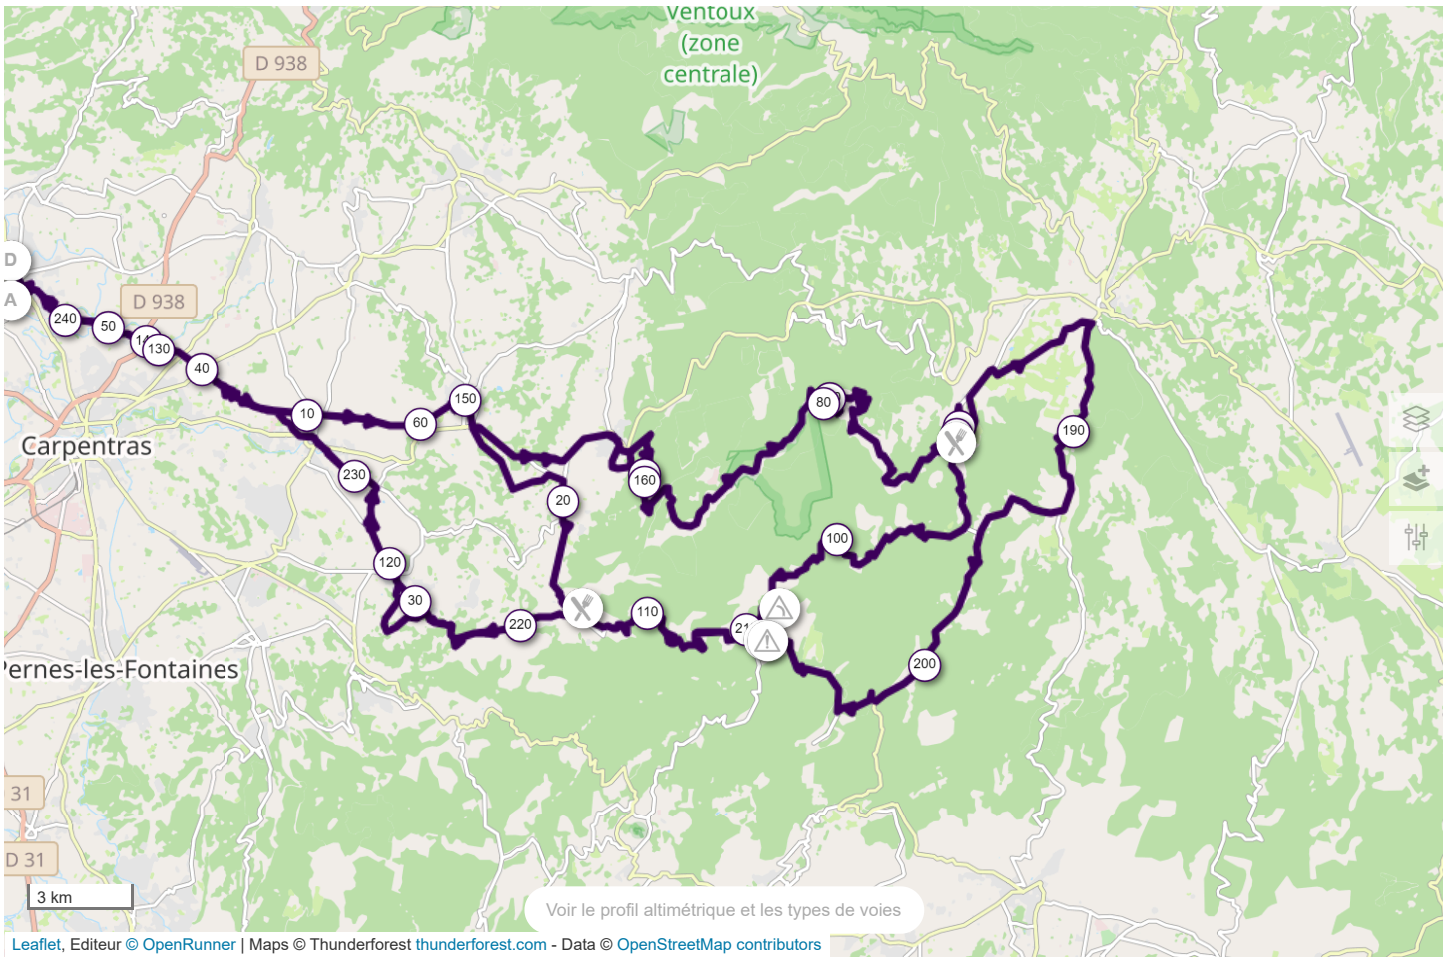 Ventoux
(zone
centrale)
D 938
D
A
D 938
240
50
14
130
40
10
60
150
80
190
Carpentras
230
160
20
100
120
30
220
110
21
200
Pernes-les-Fontaines
31
D 31
3 km
Voir le profil altimétrique et les types de voies
Leaflet, Editeur © OpenRunner | Maps © Thunderforest thunderforest.com - Data © OpenStreetMap contributors